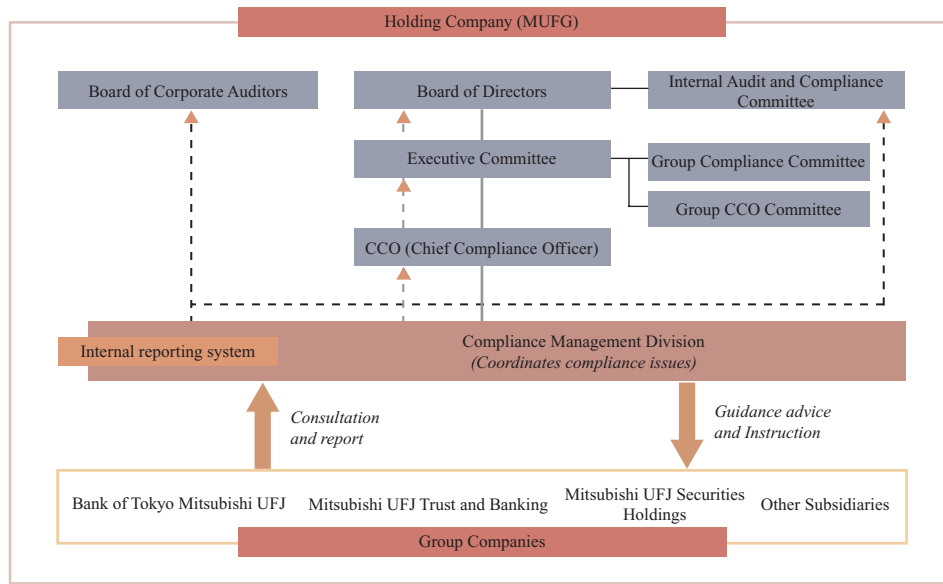 Holding Company (MUFG)
Board of Corporate Auditors
Board of Directors
Internal Audit and Compliance
Committee
Executive Committee
Group Compliance Committee
Group CCO Committee
CCO (Chief Compliance Officer)
Internal reporting system
Compliance Management Division
(Coordinates compliance issues)
Consultation
and report
Guidance advice
and Instruction
Bank of Tokyo Mitsubishi UFJ
Mitsubishi UFJ Trust and Banking
Mitsubishi UFJ Securities
Holdings
Other Subsidiaries
Group Companies